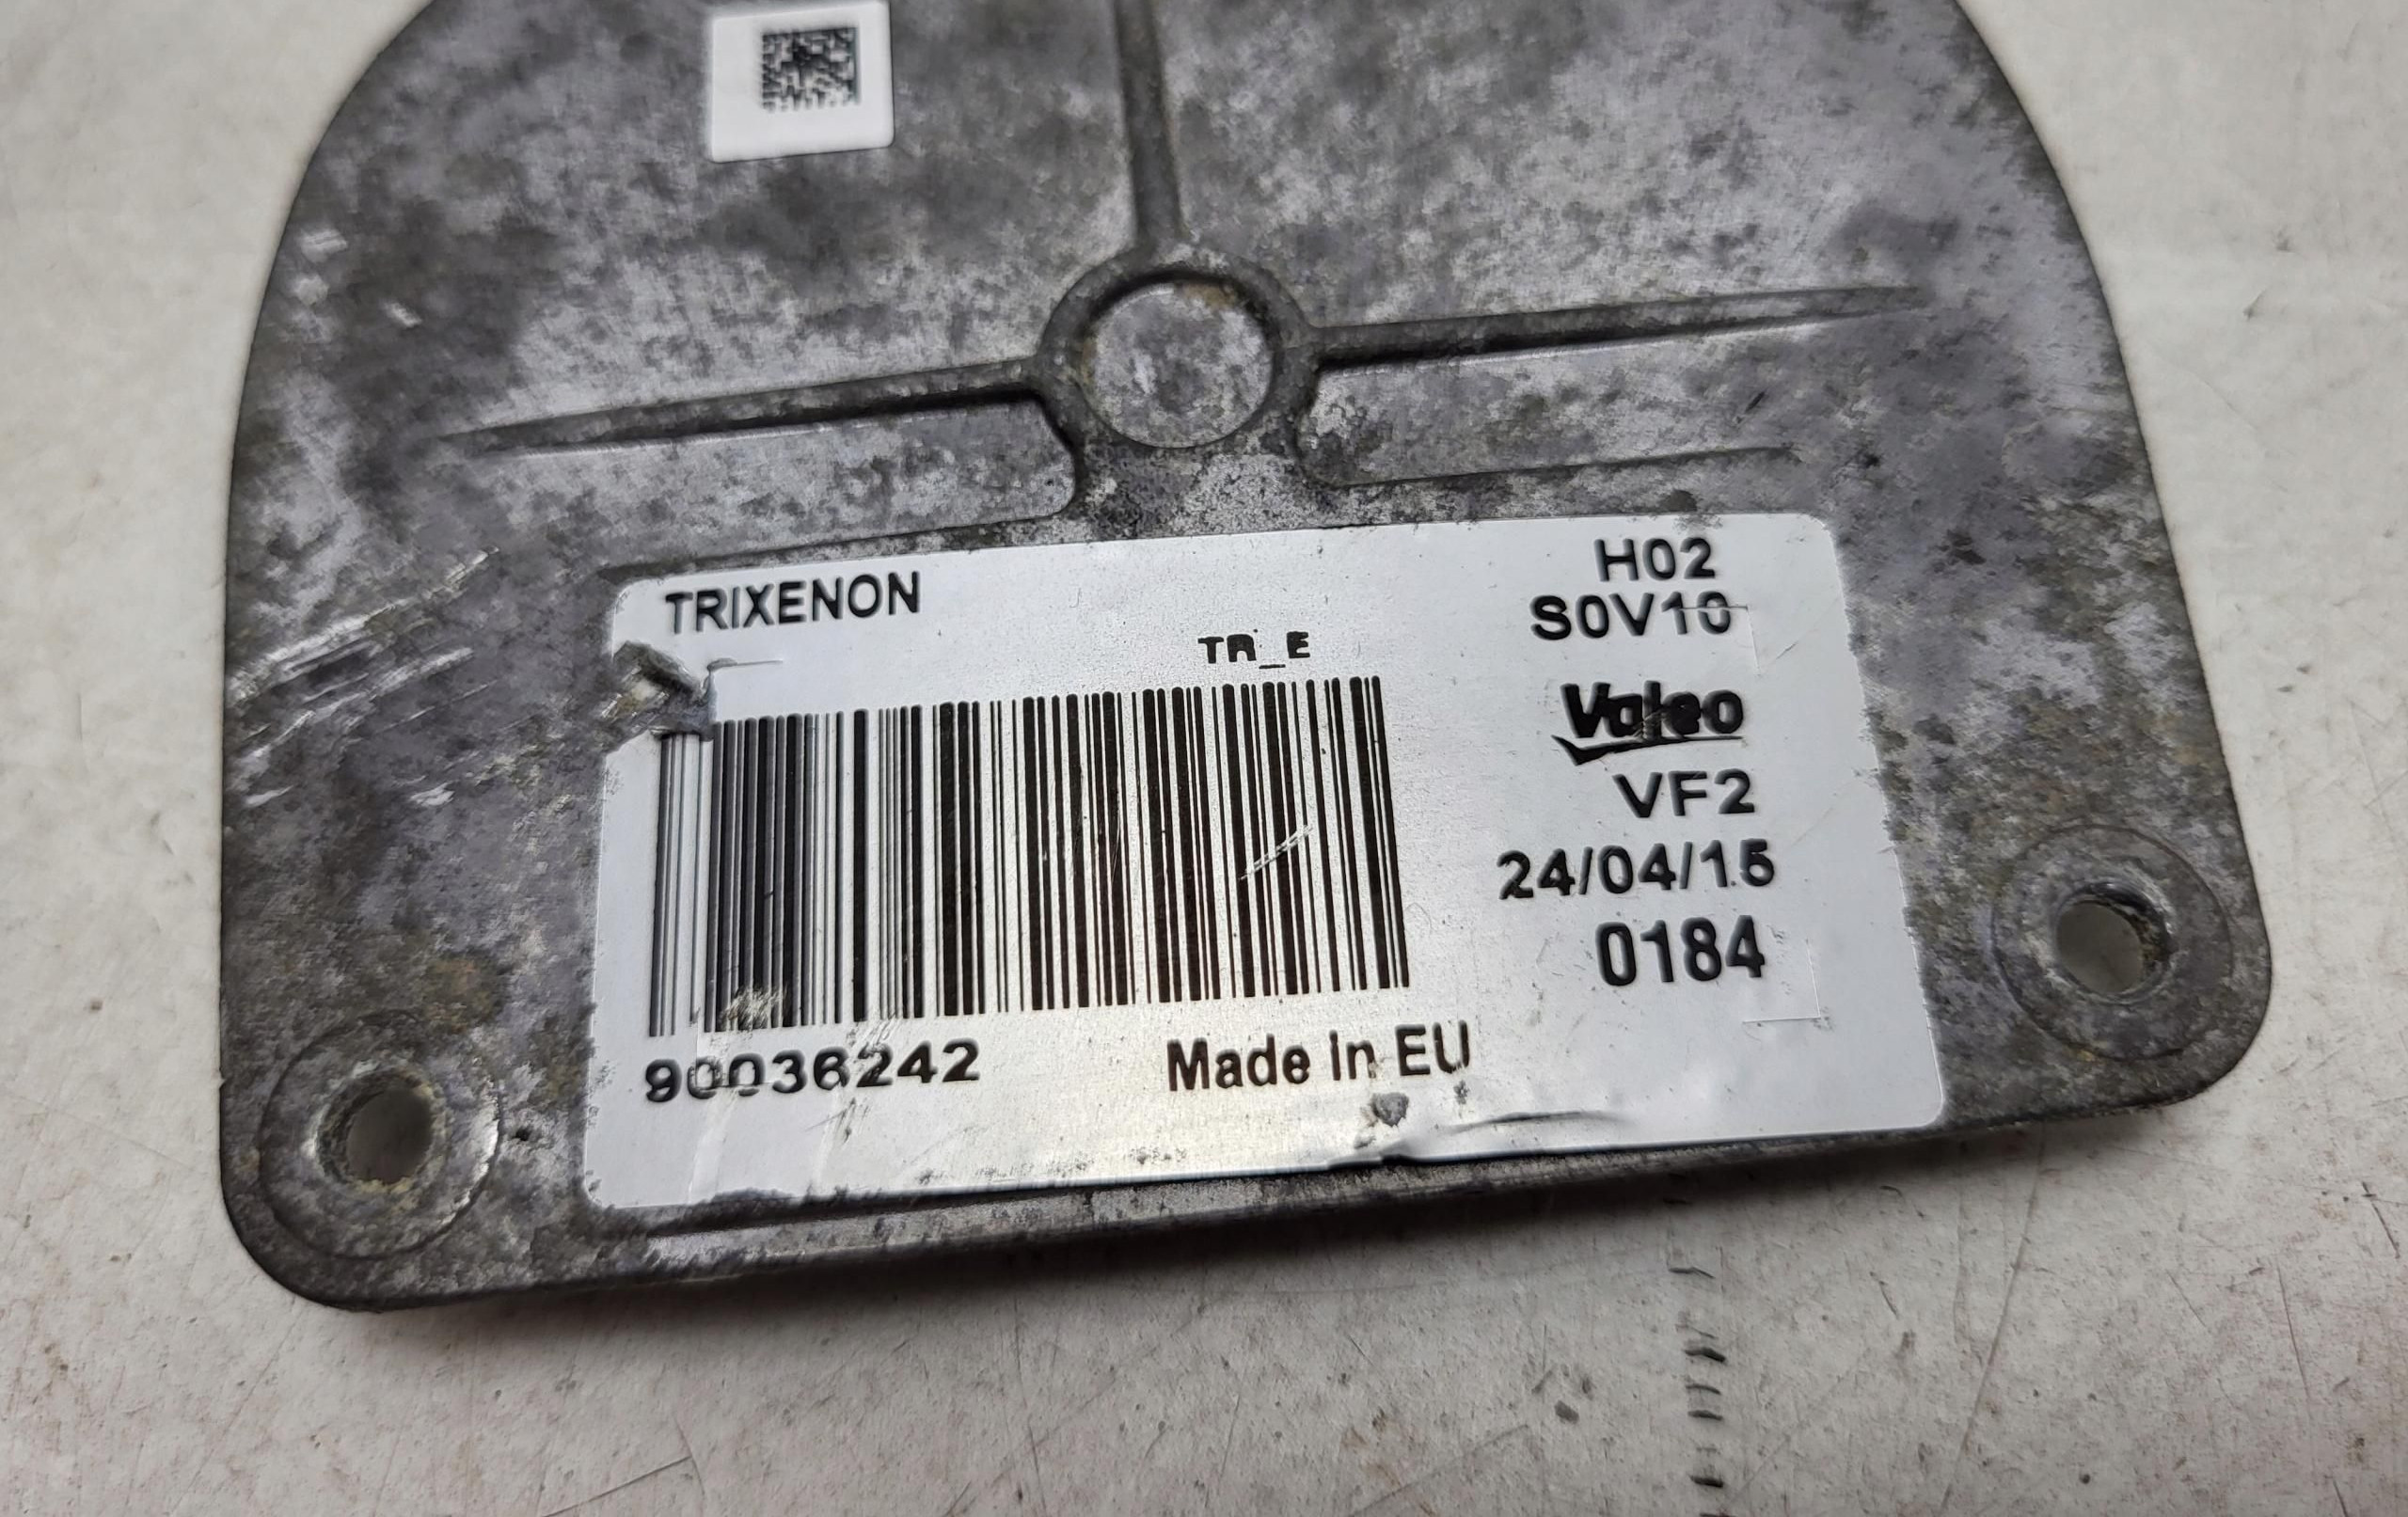 TRIXENON
H02
S0V10
TR_E
Valeo
VF2
24/04/15
0184
90036242
Made In EU